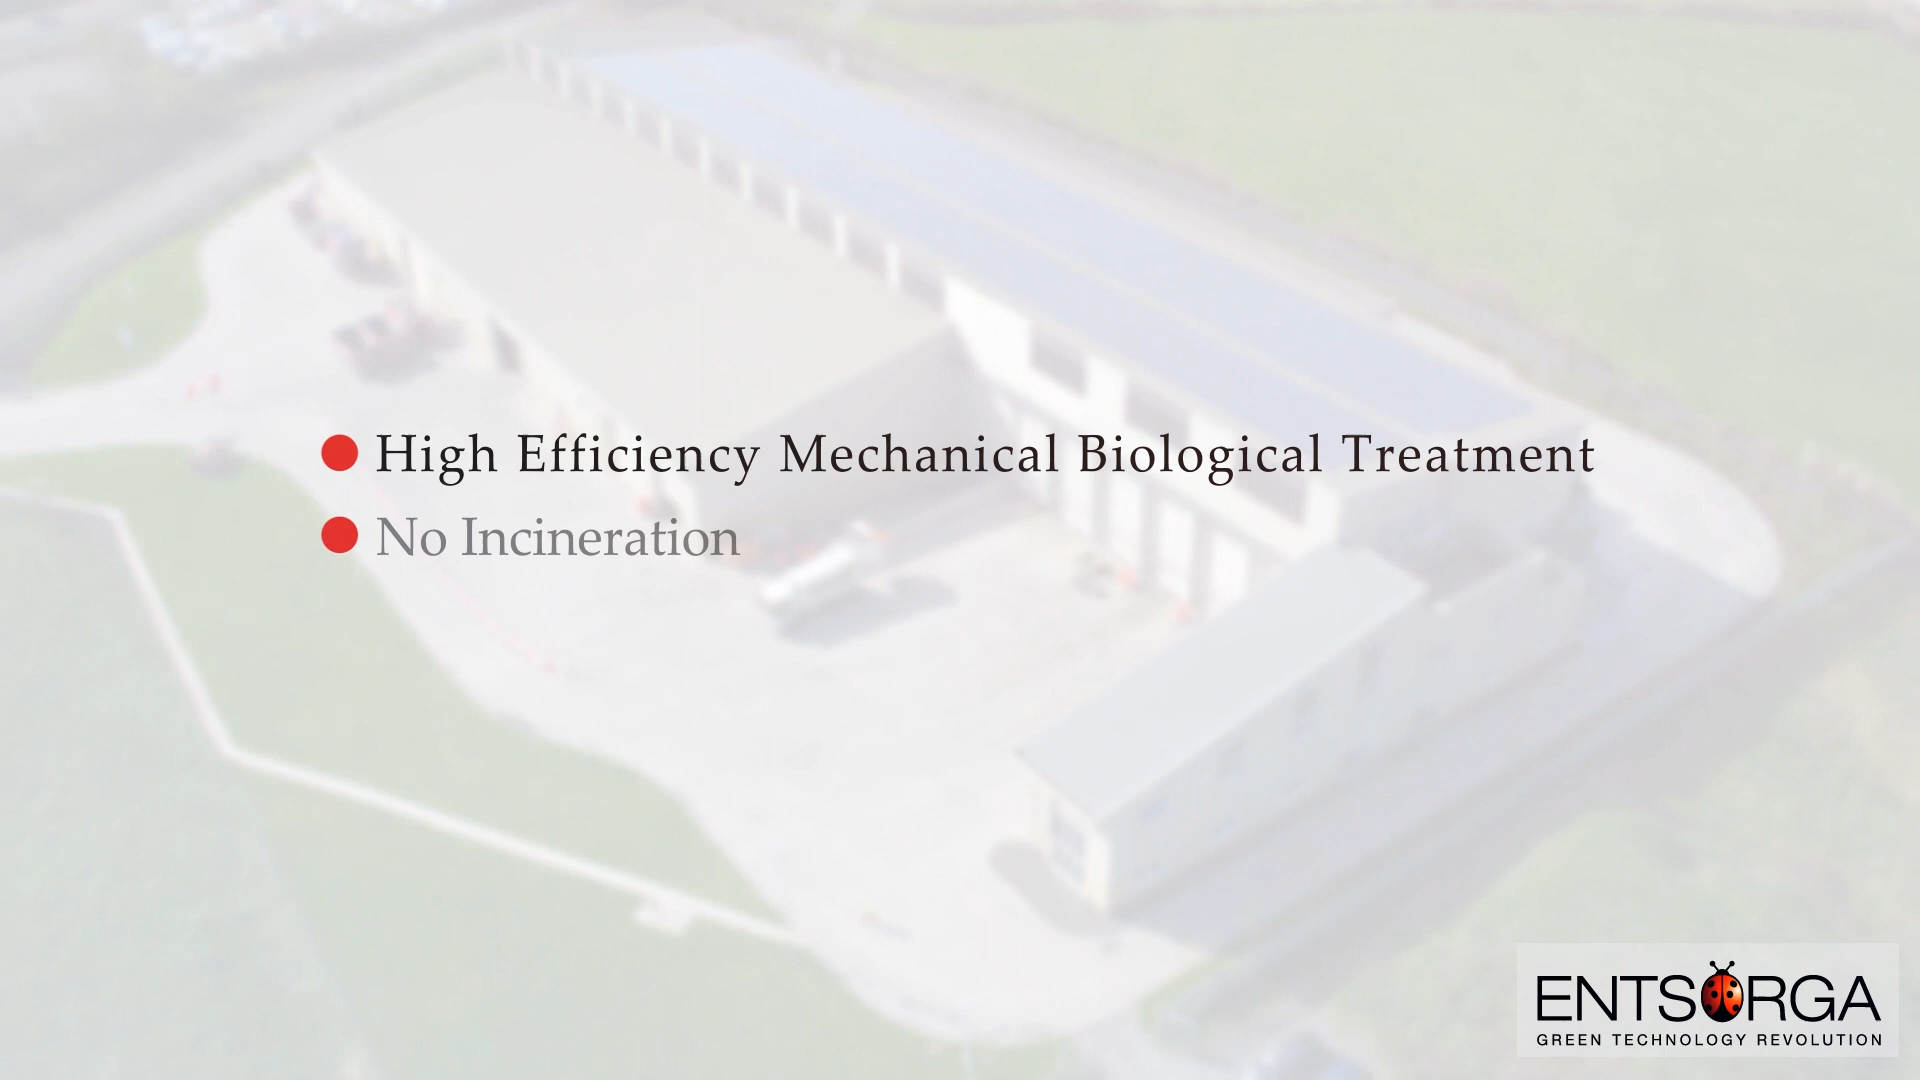 High Efficiency Mechanical Biological Treatment
No Incineration
ENTSORGA
GREEN TECHNOLOGY REVOLUTION